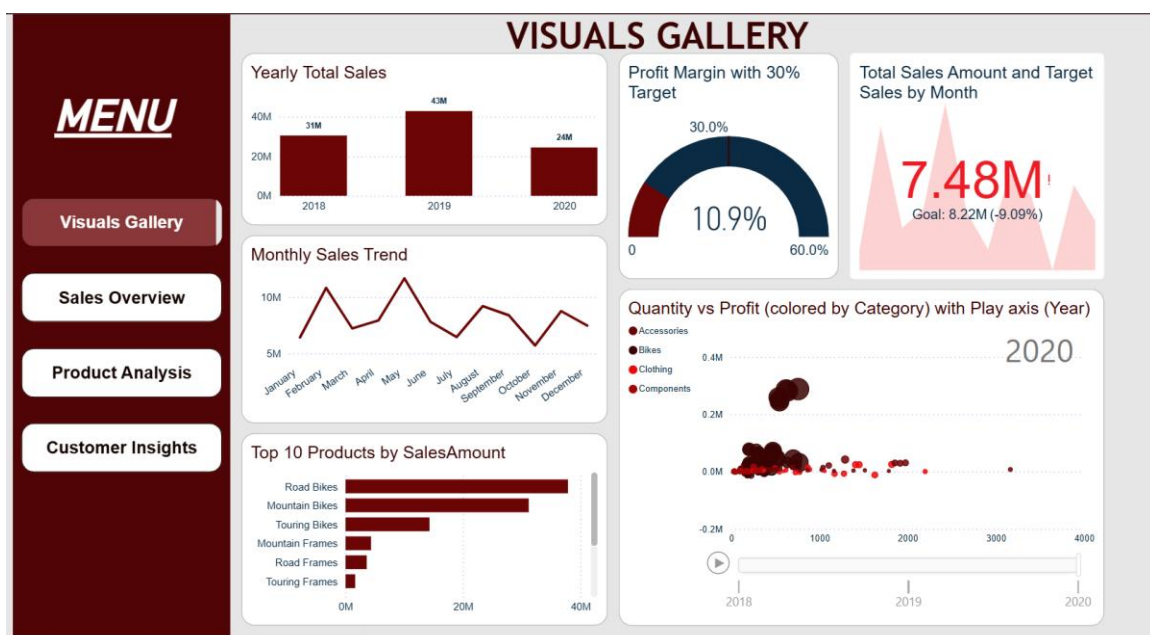 VISUALS GALLERY
MENU
Visuals Gallery
Sales Overview
Product Analysis
Customer Insights
Yearly Total Sales
40M
20M
0M
31M
43M
24M
2018
2019
2020
Profit Margin with 30%
Target
30.0%
10.9%
0
60.0%
Total Sales Amount and Target
Sales by Month
7.48M!
Goal: 8.22M (-9.09%)
Monthly Sales Trend
10M
5M
January
February
March
April
May
June
July
August
September
October
November
December
Quantity vs Profit (colored by Category) with Play axis (Year)
Accessories
Bikes
Clothing
Components
2020
0.4M
0.2M
0.0M
-0.2M
0
1000
2000
3000
4000
2018
2019
2020
Top 10 Products by SalesAmount
Road Bikes
Mountain Bikes
Touring Bikes
Mountain Frames
Road Frames
Touring Frames
0M
20M
40M